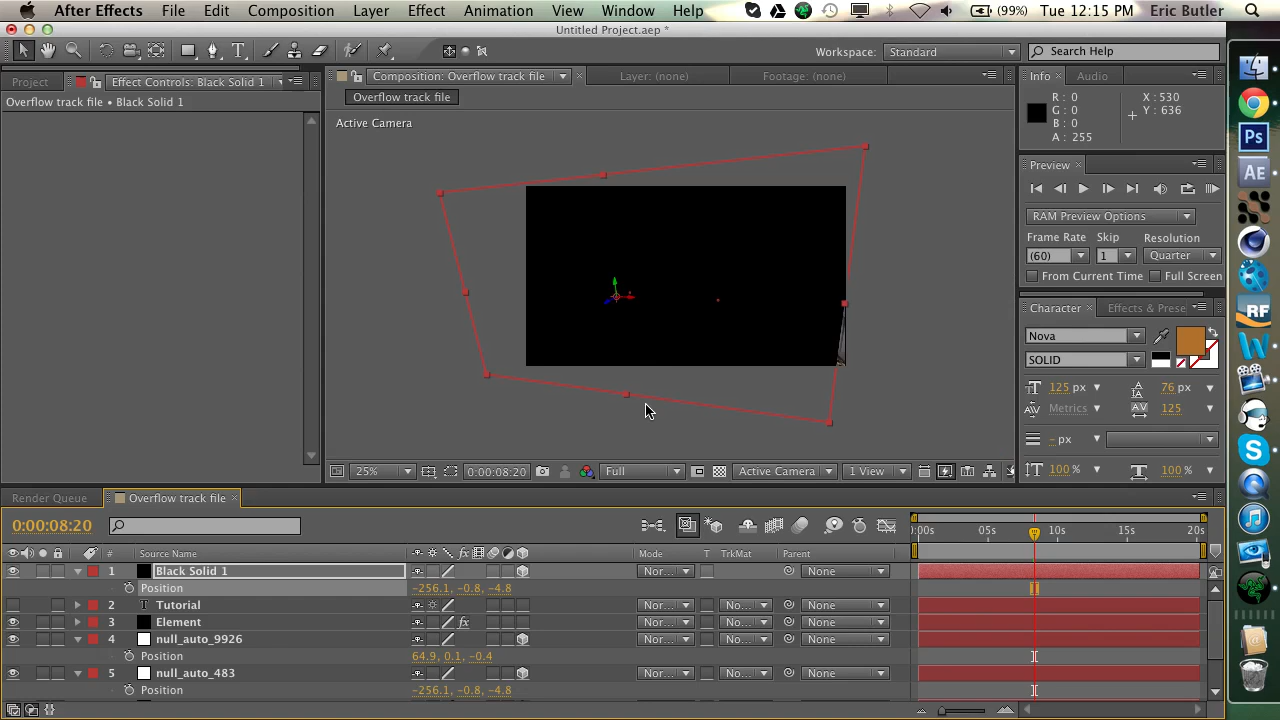 After Effects File Edit Composition Layer Effect Animation View Window Help (99%) Tue 12:15 PM Eric Butler
Untitled Project.aep *
Workspace: Standard Search Help
Project Effect Controls: Black Solid 1 Composition: Overflow track file Layer: (none) Footage: (none) Info Audio
Overflow track file • Black Solid 1
Overflow track file
Active Camera
R : 0
G : 0
B : 0
A : 255
X : 530
Y : 636
Preview
RAM Preview Options
Frame Rate Skip Resolution
(60) 1 Quarter
From Current Time Full Screen
Character Effects & Prese
Nova
SOLID
125 px 76 px
Metrics 125
- px
100 % 100 %
25% 0:00:08:20 Full Active Camera 1 View
Render Queue Overflow track file
0:00:08:20
:00s 05s 10s 15s 20s
# Source Name Mode T TrkMat Parent
1 Black Solid 1 Nor... None
Position -256.1, -0.8, -4.8
2 T Tutorial Nor... No... None
3 Element Nor... No... None
4 null_auto_9926 Nor... No... None
Position 64.9, 0.1, -0.4
5 null_auto_483 Nor... No... None
Position -256.1, -0.8, -4.8
Ps
AE
RF
W
S